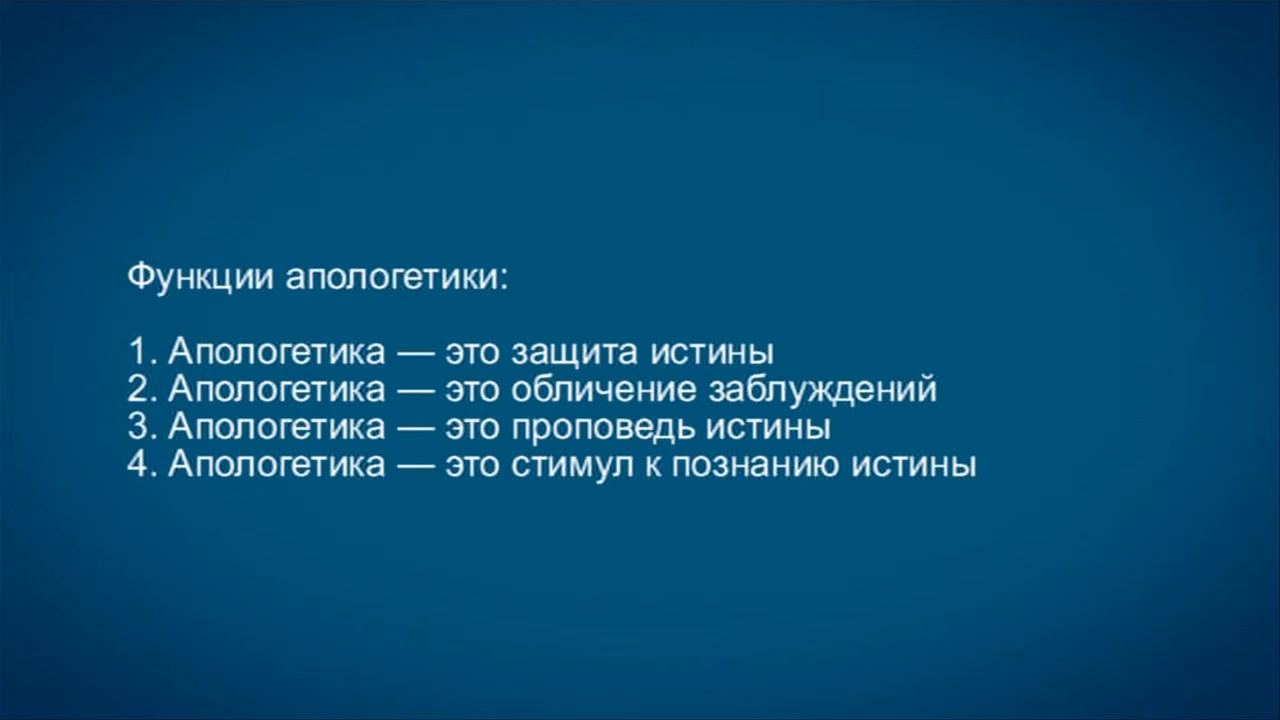 Функции апологетики:
1. Апологетика — это защита истины
2. Апологетика — это обличение заблуждений
3. Апологетика — это проповедь истины
4. Апологетика — это стимул к познанию истины